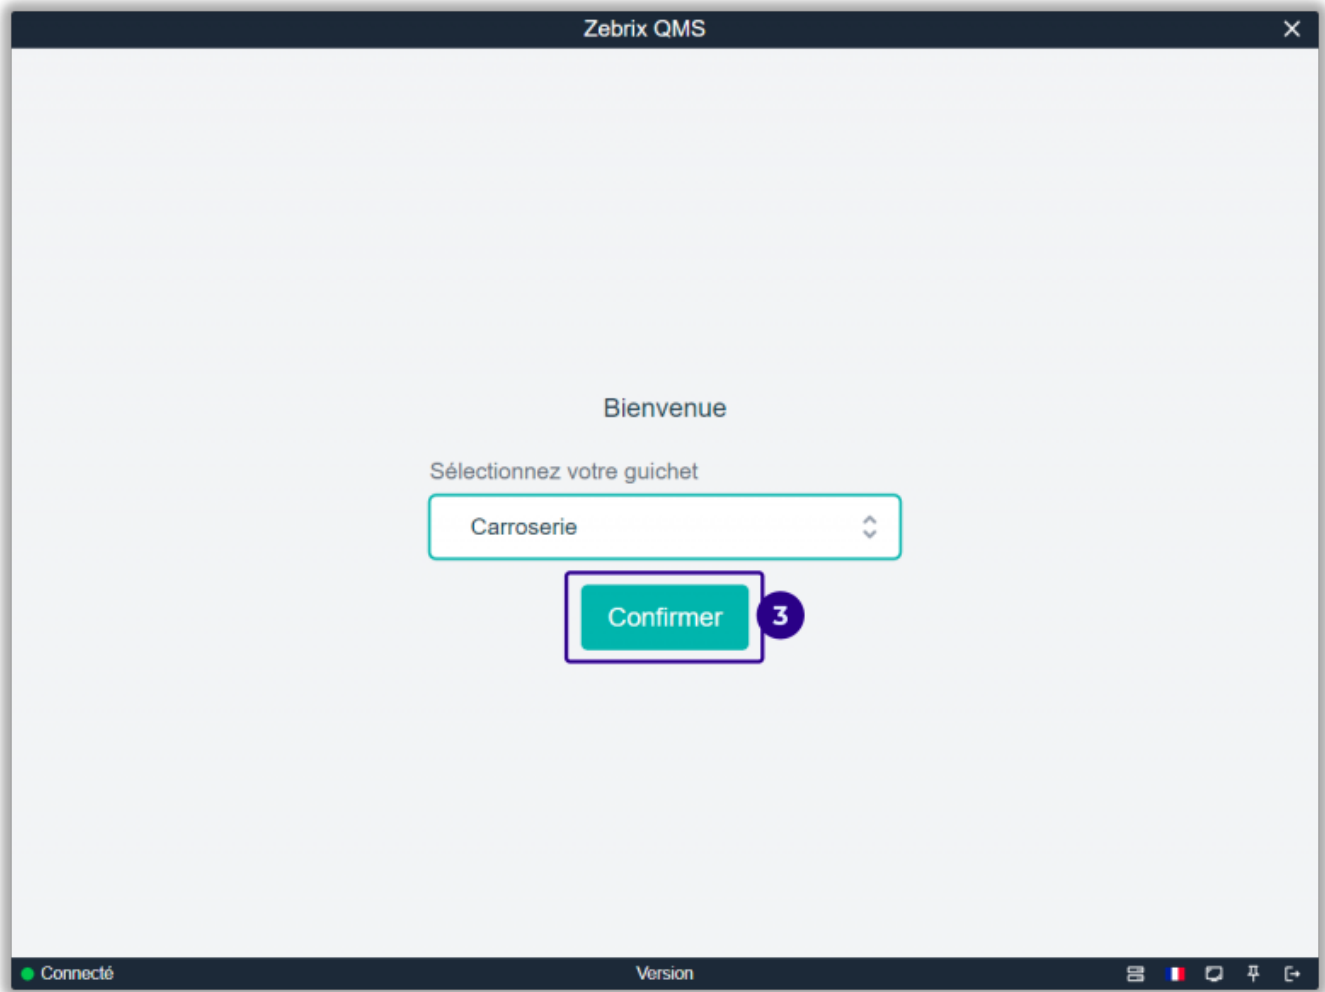 Zebrix QMS
Bienvenue
Sélectionnez votre guichet
Carroserie
Confirmer
3
Connecté
Version